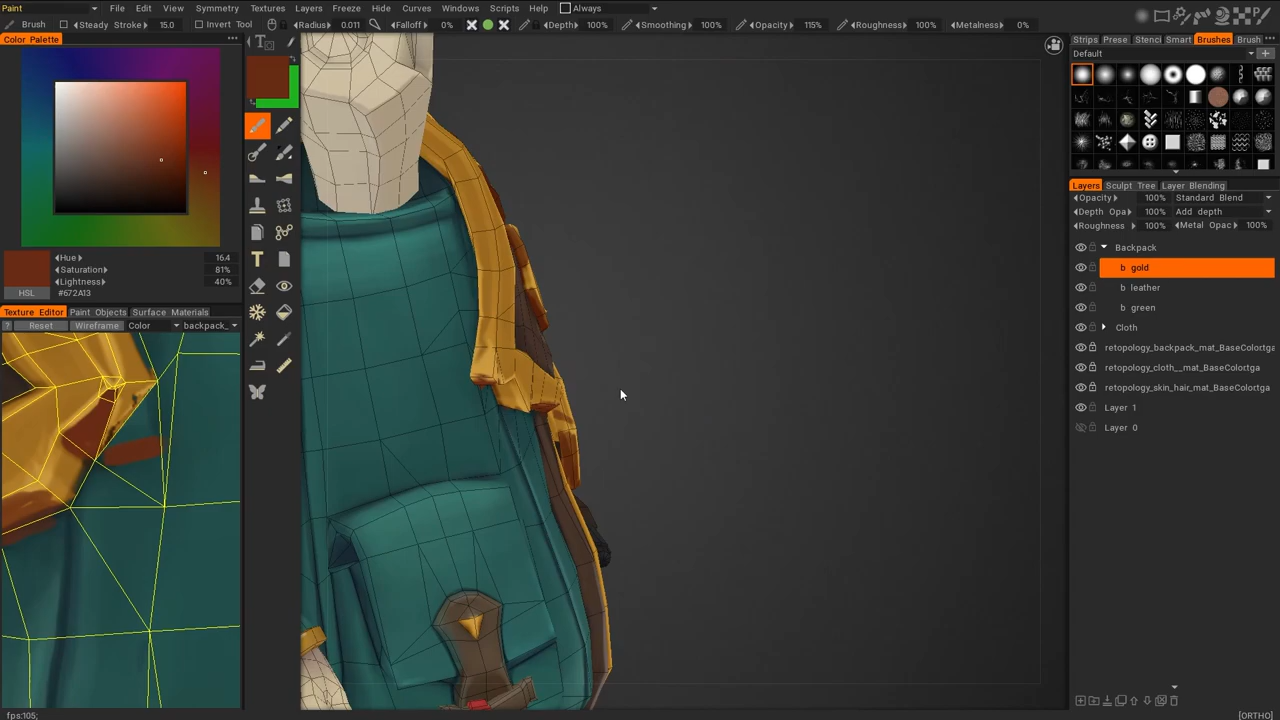 Paint File Edit View Symmetry Textures Layers Freeze Hide Curves Windows Scripts Help Always
Brush Steady Stroke 15.0 Invert Tool Radius 0.011 Falloff 0% Depth 100% Smoothing 100% Opacity 115% Roughness 100% Metalness 0%
Color Palette
Strips Prese Stenci Smart Brushes Brush
Default
Layers Sculpt Tree Layer Blending
Opacity 100% Standard Blend
Depth Opa 100% Add depth
Roughness 100% Metal Opac 100%
Backpack
b gold
b leather
b green
Cloth
retopology_backpack_mat_BaseColortga
retopology_cloth__mat_BaseColortga
retopology_skin_hair_mat_BaseColortga
Layer 1
Layer 0
Hue 16.4
Saturation 81%
Lightness 40%
HSL #672A13
Texture Editor Paint Objects Surface Materials
? Reset Wireframe Color backpack_
fps:105;
[ORTHO]